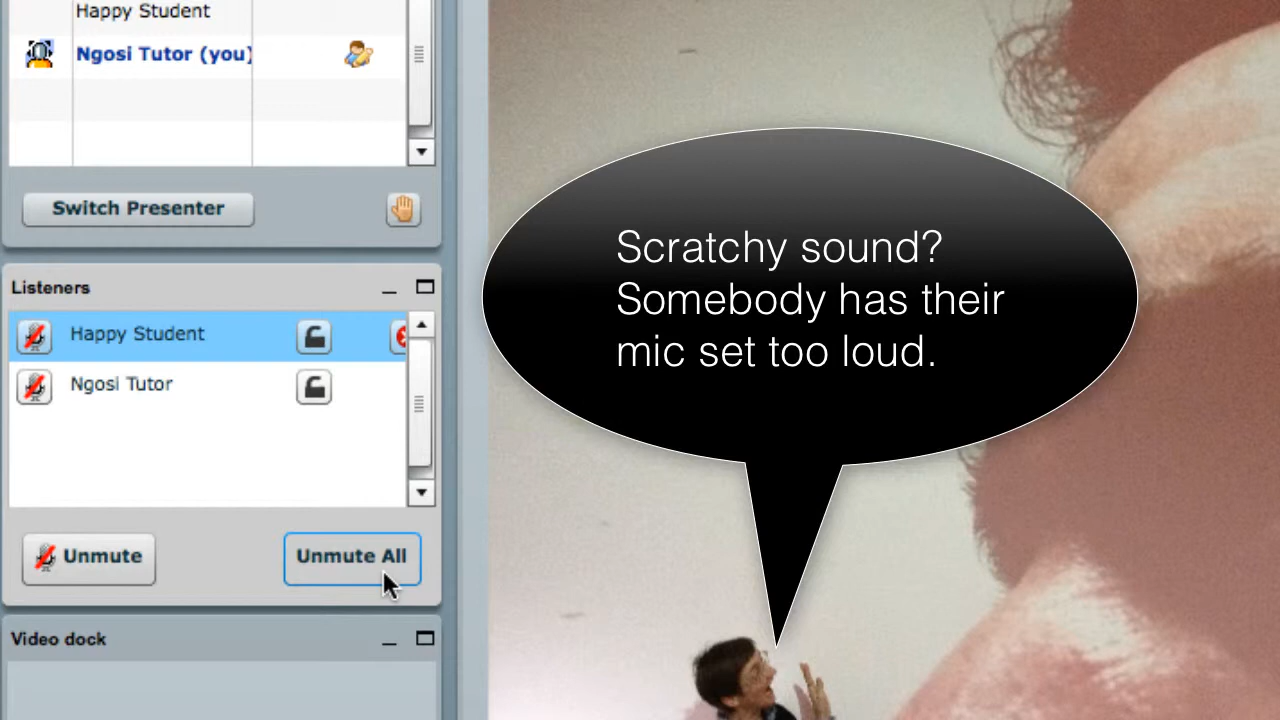 Happy Student
Ngosi Tutor (you)
Switch Presenter
Listeners
Happy Student
Ngosi Tutor
Unmute
Unmute All
Video dock
Scratchy sound?
Somebody has their
mic set too loud.